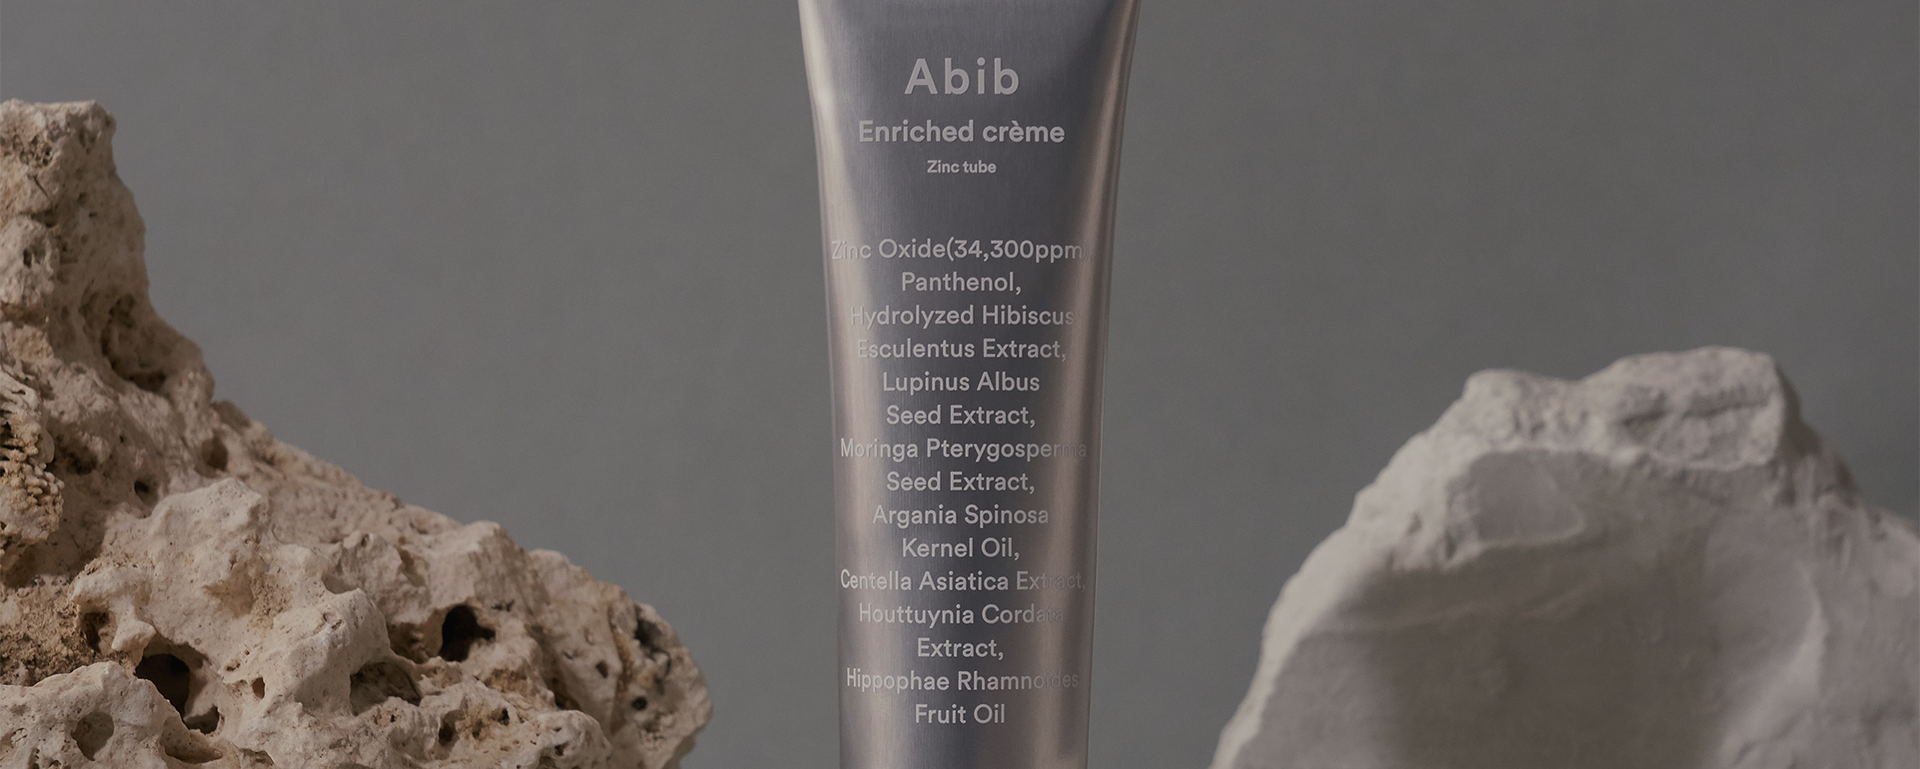 Abib
Enriched crème
Zinc tube
Zinc Oxide(34,300ppm)
Panthenol,
Hydrolyzed Hibiscus
Esculentus Extract,
Lupinus Albus
Seed Extract,
Moringa Pterygosperma
Seed Extract,
Argania Spinosa
Kernel Oil,
Centella Asiatica Extract,
Houttuynia Cordata
Extract,
Hippophae Rhamnoides
Fruit Oil